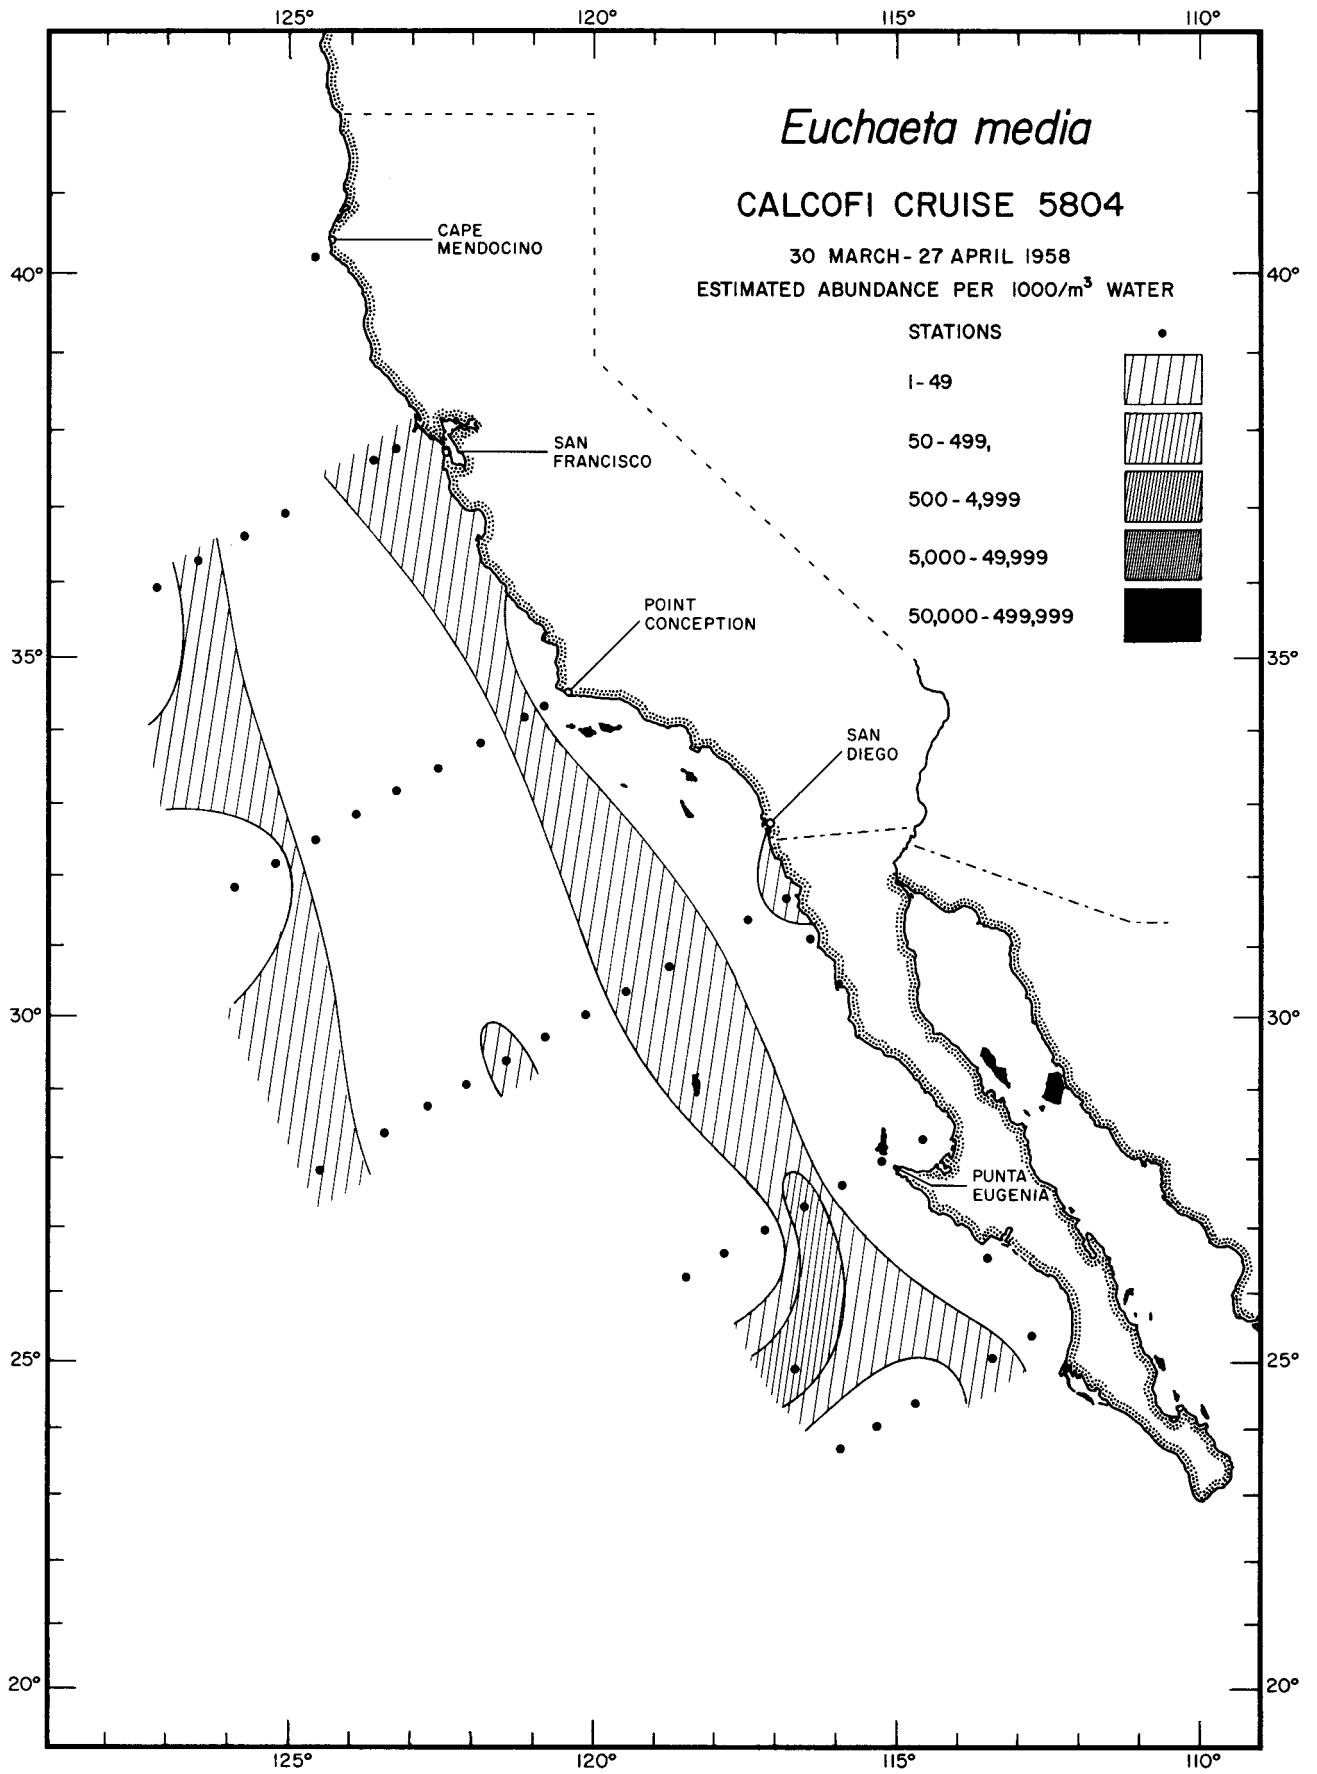 125° 120° 115° 110°
Euchaeta media
CALCOFI CRUISE 5804
30 MARCH - 27 APRIL 1958
ESTIMATED ABUNDANCE PER 1000/m³ WATER
STATIONS
1 - 49
50 - 499,
500 - 4,999
5,000 - 49,999
50,000 - 499,999
CAPE
MENDOCINO
40° 40°
SAN
FRANCISCO
POINT
CONCEPTION
35° 35°
SAN
DIEGO
30° 30°
PUNTA
EUGENIA
25° 25°
20° 20°
125° 120° 115° 110°